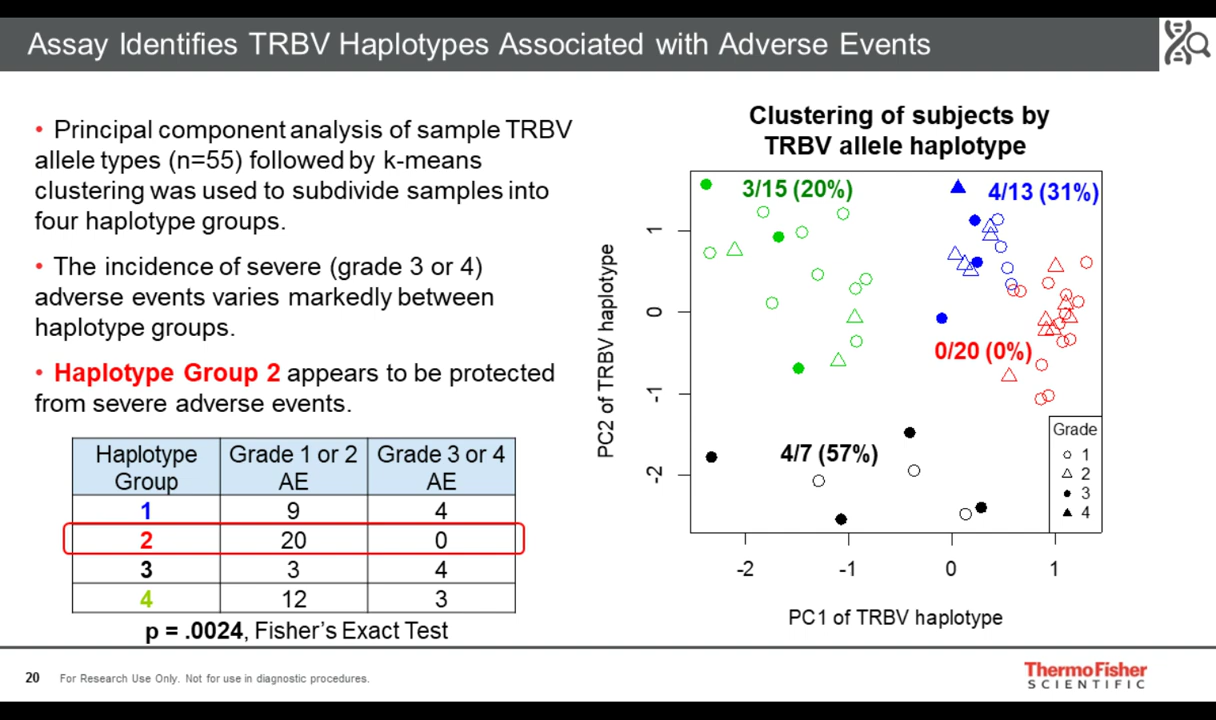 Assay Identifies TRBV Haplotypes Associated with Adverse Events
• Principal component analysis of sample TRBV
allele types (n=55) followed by k-means
clustering was used to subdivide samples into
four haplotype groups.
• The incidence of severe (grade 3 or 4)
adverse events varies markedly between
haplotype groups.
• Haplotype Group 2 appears to be protected
from severe adverse events.
Haplotype Group Grade 1 or 2 AE Grade 3 or 4 AE
1 9 4
2 20 0
3 3 4
4 12 3
p = .0024, Fisher's Exact Test
Clustering of subjects by
TRBV allele haplotype
3/15 (20%)
4/13 (31%)
0/20 (0%)
4/7 (57%)
PC2 of TRBV haplotype
1
0
-1
-2
Grade
1
2
3
4
-2 -1 0 1
PC1 of TRBV haplotype
20 For Research Use Only. Not for use in diagnostic procedures.
ThermoFisher
SCIENTIFIC